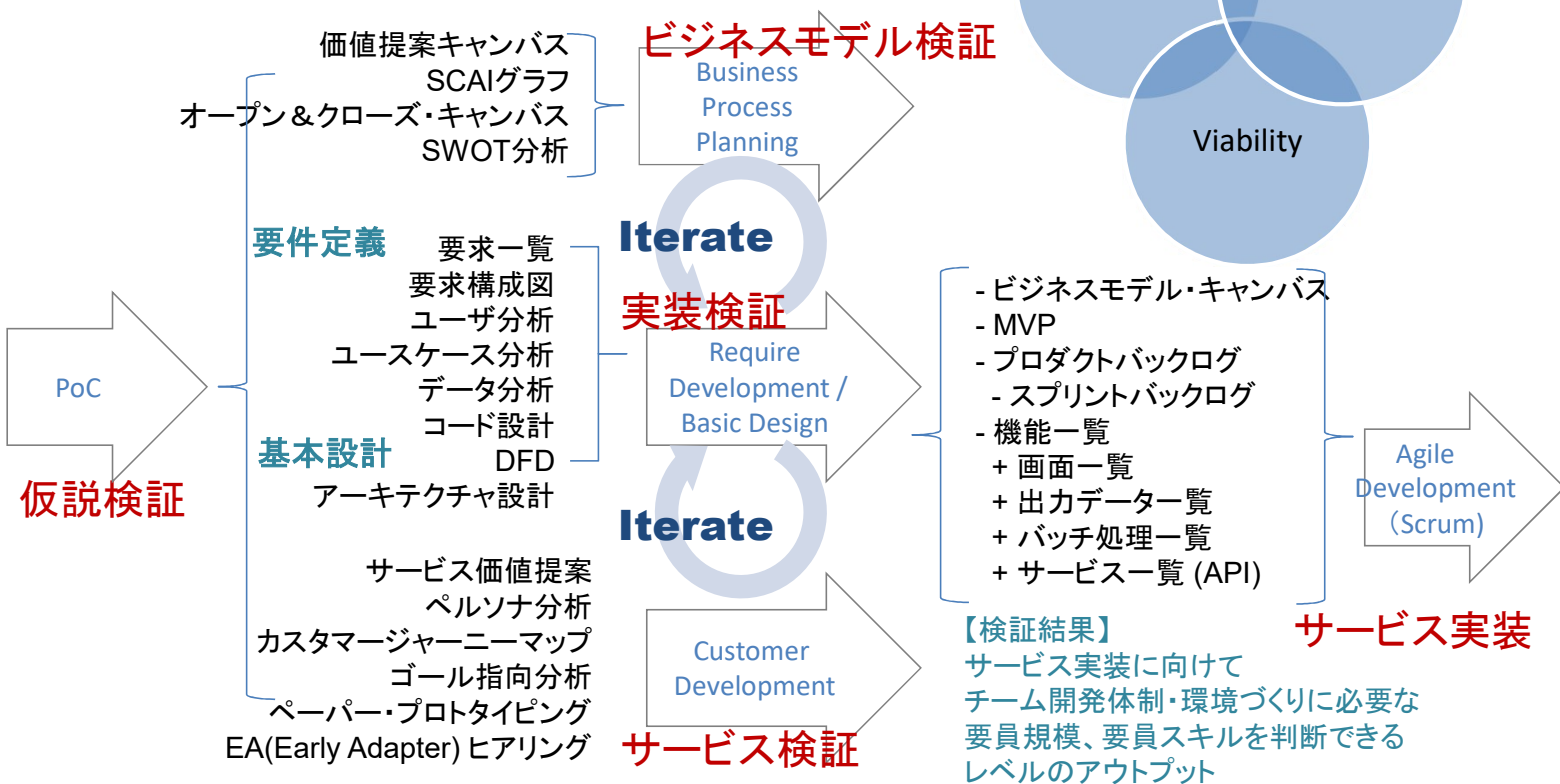 価値提案キャンバス
SCAIグラフ
オープン＆クローズ・キャンバス
SWOT分析
ビジネスモデル検証
Business
Process
Planning
Viability
要件定義
要求一覧
要求構成図
ユーザ分析
ユースケース分析
データ分析
コード設計
基本設計
DFD
アーキテクチャ設計
Iterate
実装検証
Require
Development /
Basic Design
Iterate
PoC
仮説検証
サービス価値提案
ペルソナ分析
カスタマージャーニーマップ
ゴール指向分析
ペーパー・プロトタイピング
EA(Early Adapter) ヒアリング
Customer
Development
サービス検証
- ビジネスモデル・キャンバス
- MVP
- プロダクトバックログ
- スプリントバックログ
- 機能一覧
+ 画面一覧
+ 出力データ一覧
+ バッチ処理一覧
+ サービス一覧 (API)
【検証結果】
サービス実装に向けて
チーム開発体制・環境づくりに必要な
要員規模、要員スキルを判断できる
レベルのアウトプット
Agile
Development
（Scrum)
サービス実装